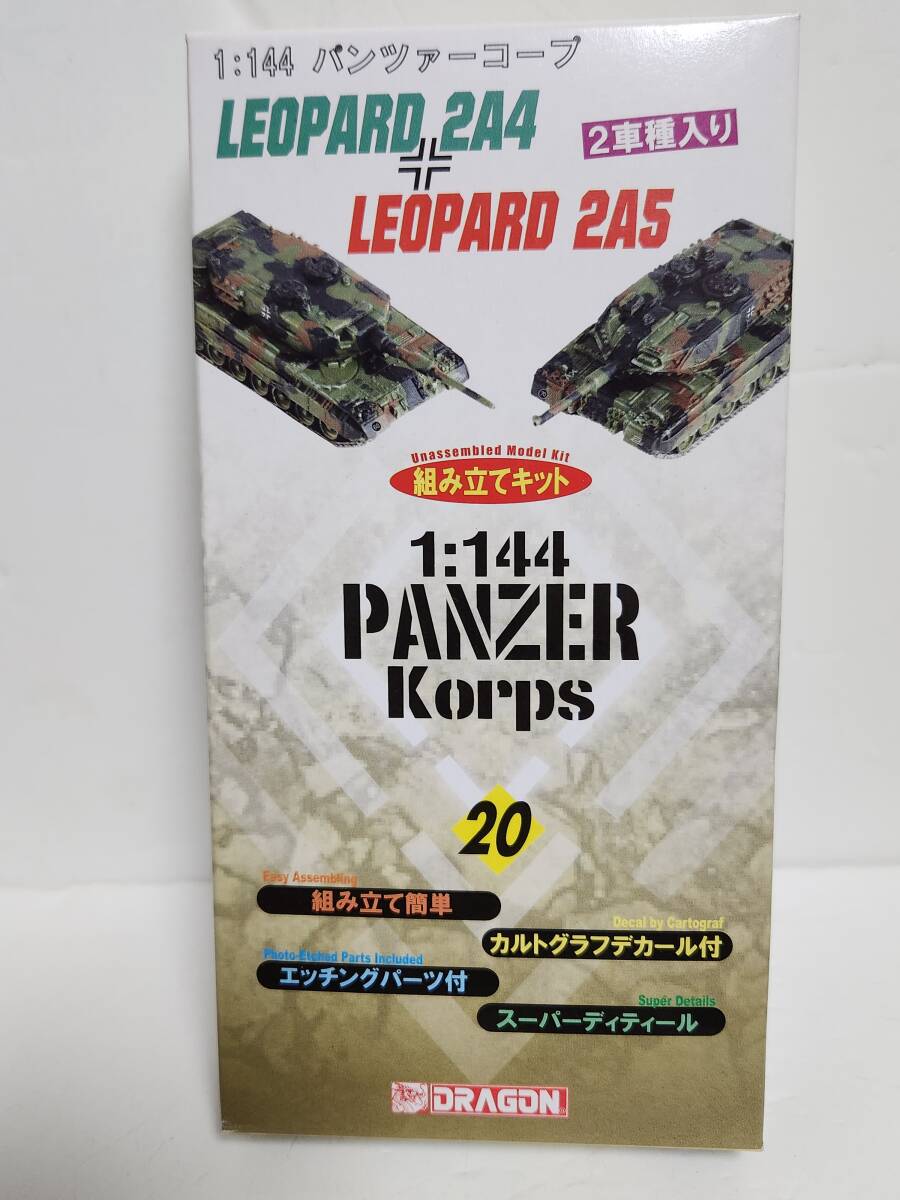 1:144 パンツァーコープ
LEOPARD 2A4
2車種入り
LEOPARD 2A5
Unassembled Model Kit
組み立てキット
1:144
PANZER
Korps
20
Easy Assembling
組み立て簡単
Decal by Cartograf
カルトグラフデカール付
Photo-Etched Parts Included
エッチングパーツ付
Super Details
スーパーディティール
DRAGON